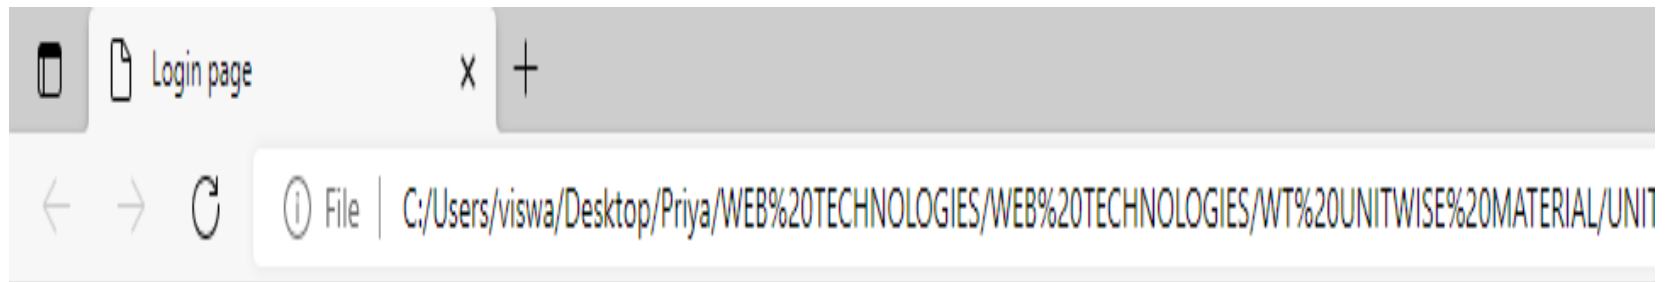 Login page
File C:/Users/viswa/Desktop/Priya/WEB%20TECHNOLOGIES/WEB%20TECHNOLOGIES/WT%20UNITWISE%20MATERIAL/UNIT